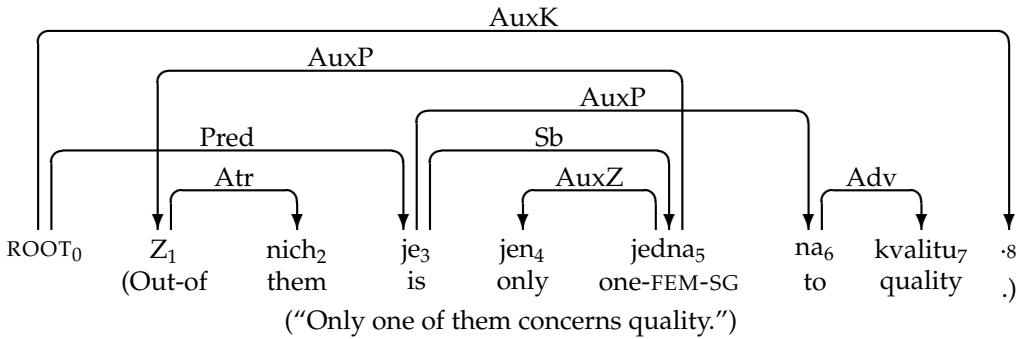 AuxK
AuxP
AuxP
Pred Sb
Atr AuxZ Adv
ROOT0 Z1 nich2 je3 jen4 jedna5 na6 kvalitu7 .8
(Out-of them is only one-FEM-SG to quality .)
(“Only one of them concerns quality.”)